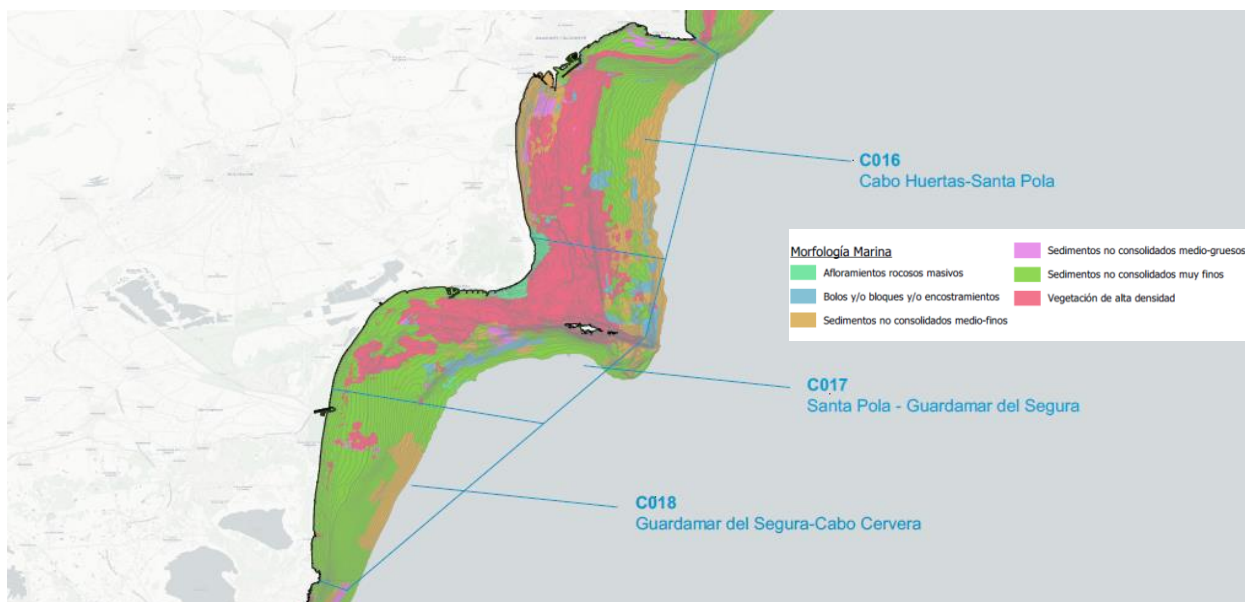 C016
Cabo Huertas-Santa Pola
Morfología Marina
Afloramientos rocosos masivos
Bolos y/o bloques y/o encostramientos
Sedimentos no consolidados medio-finos
Sedimentos no consolidados medio-gruesos
Sedimentos no consolidados muy finos
Vegetación de alta densidad
C017
Santa Pola - Guardamar del Segura
C018
Guardamar del Segura-Cabo Cervera